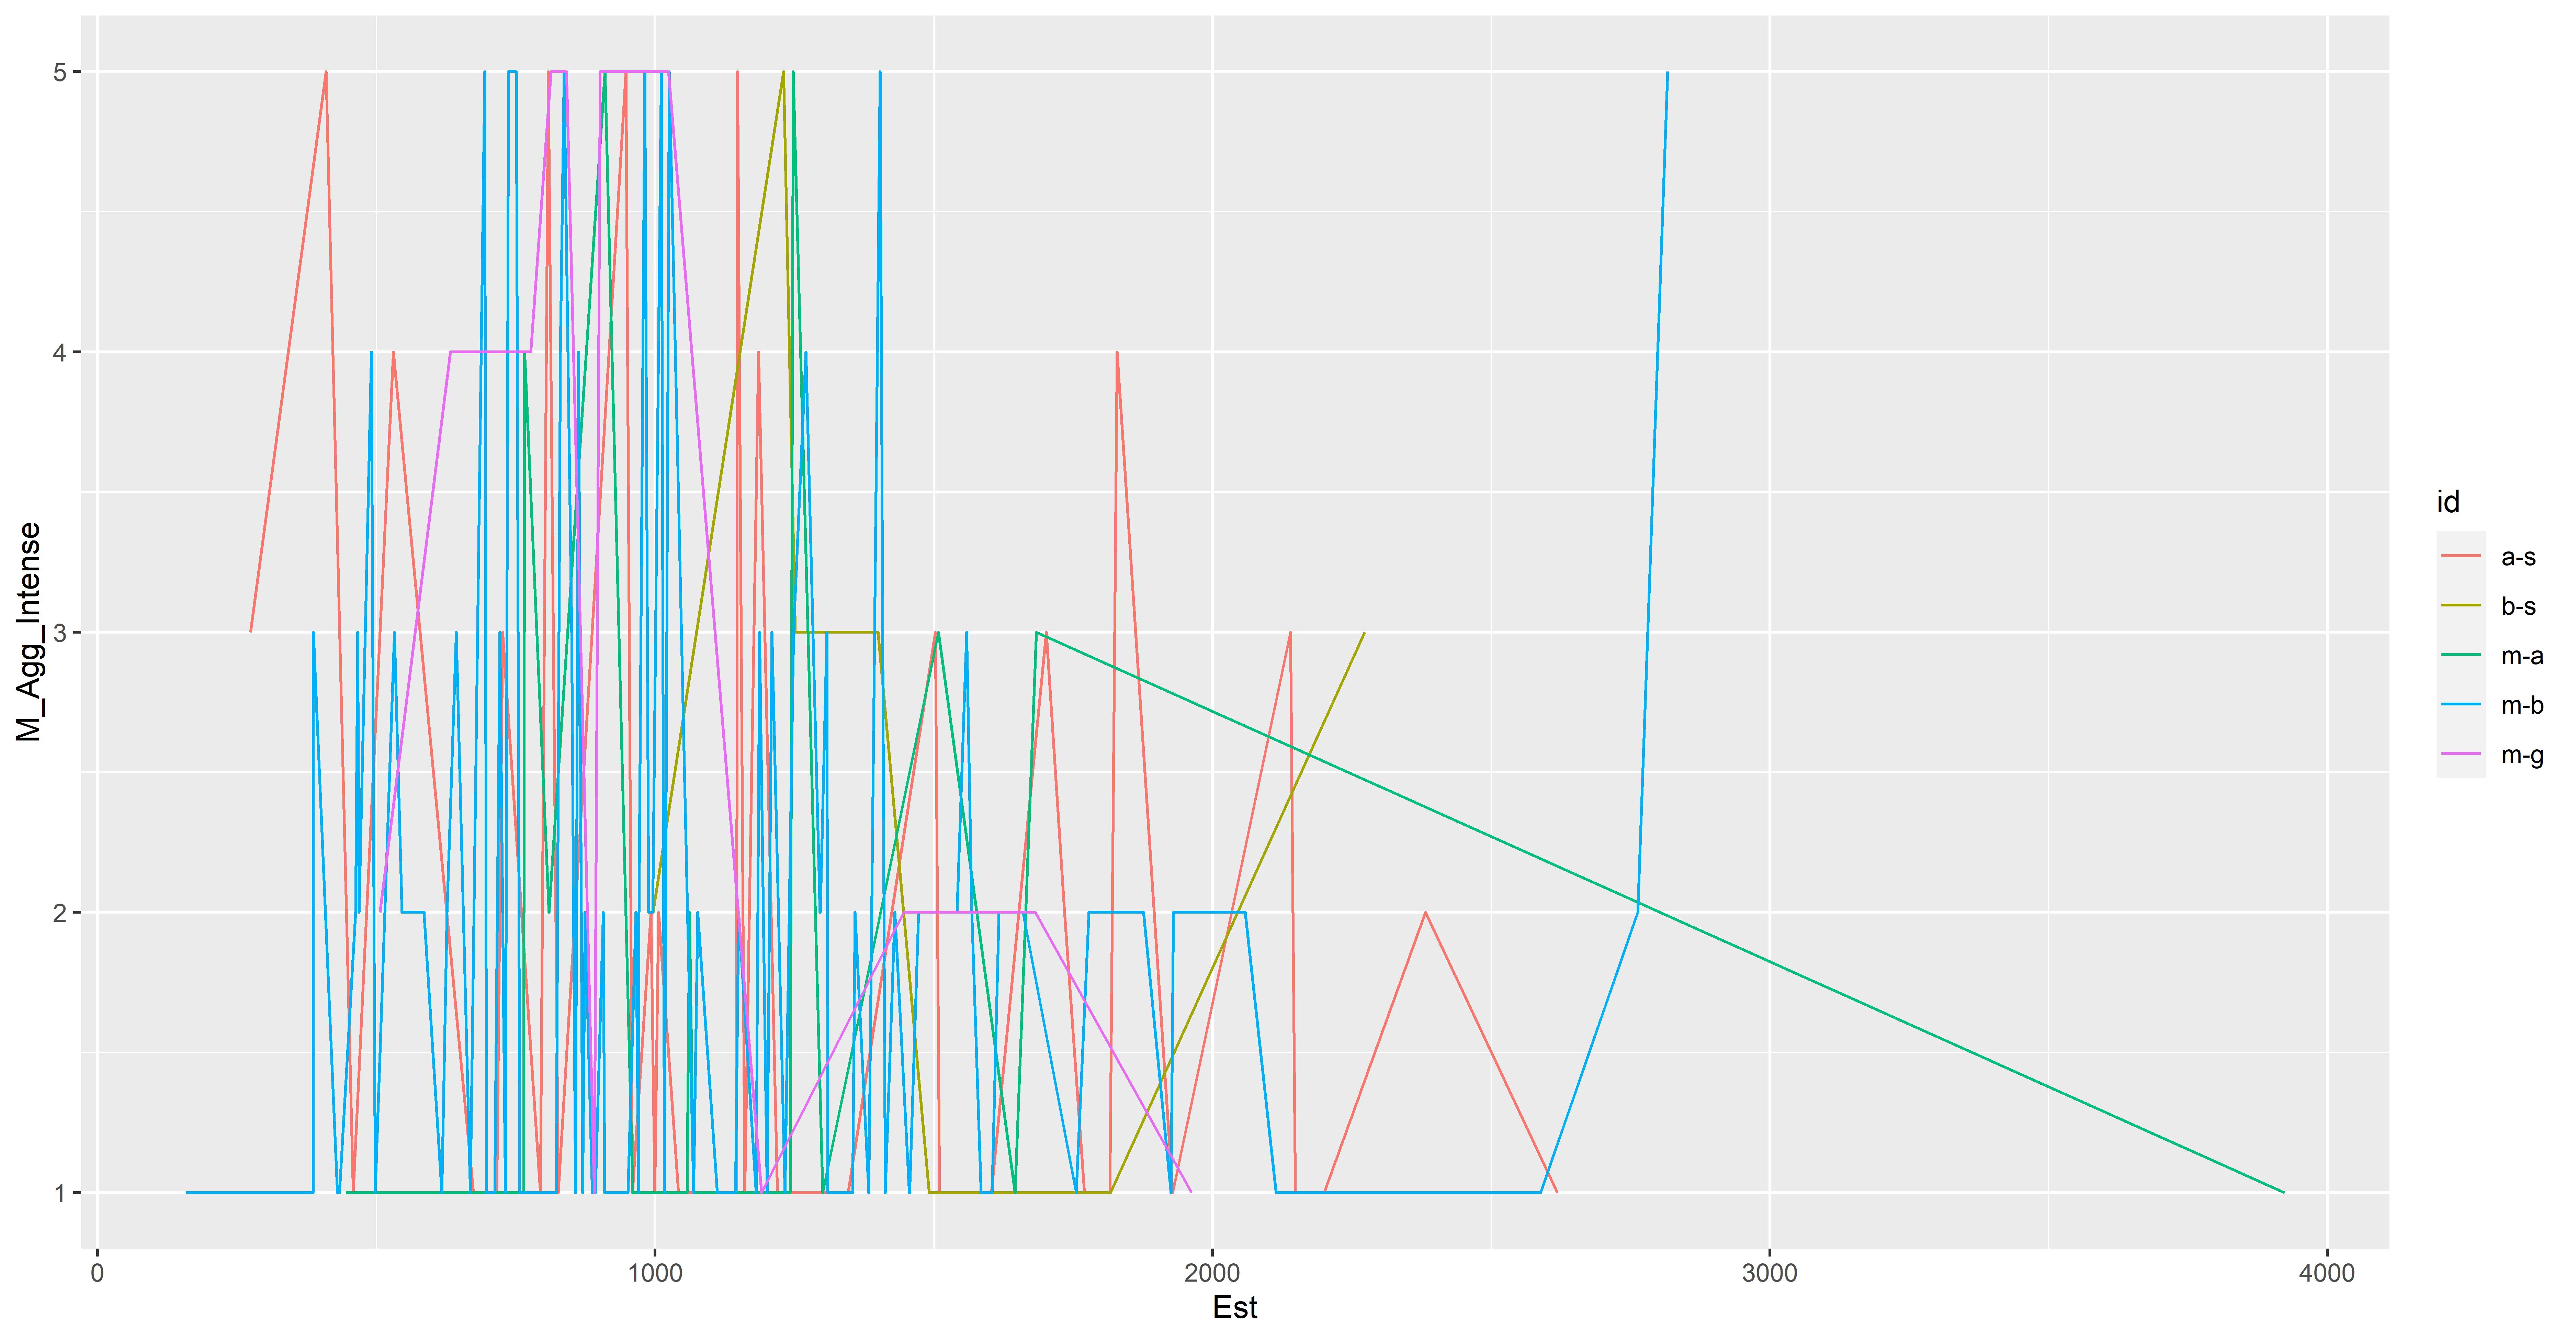 5
4
3
2
1
M_Agg_Intense
0 1000 2000 3000 4000
Est
id
a-s
b-s
m-a
m-b
m-g